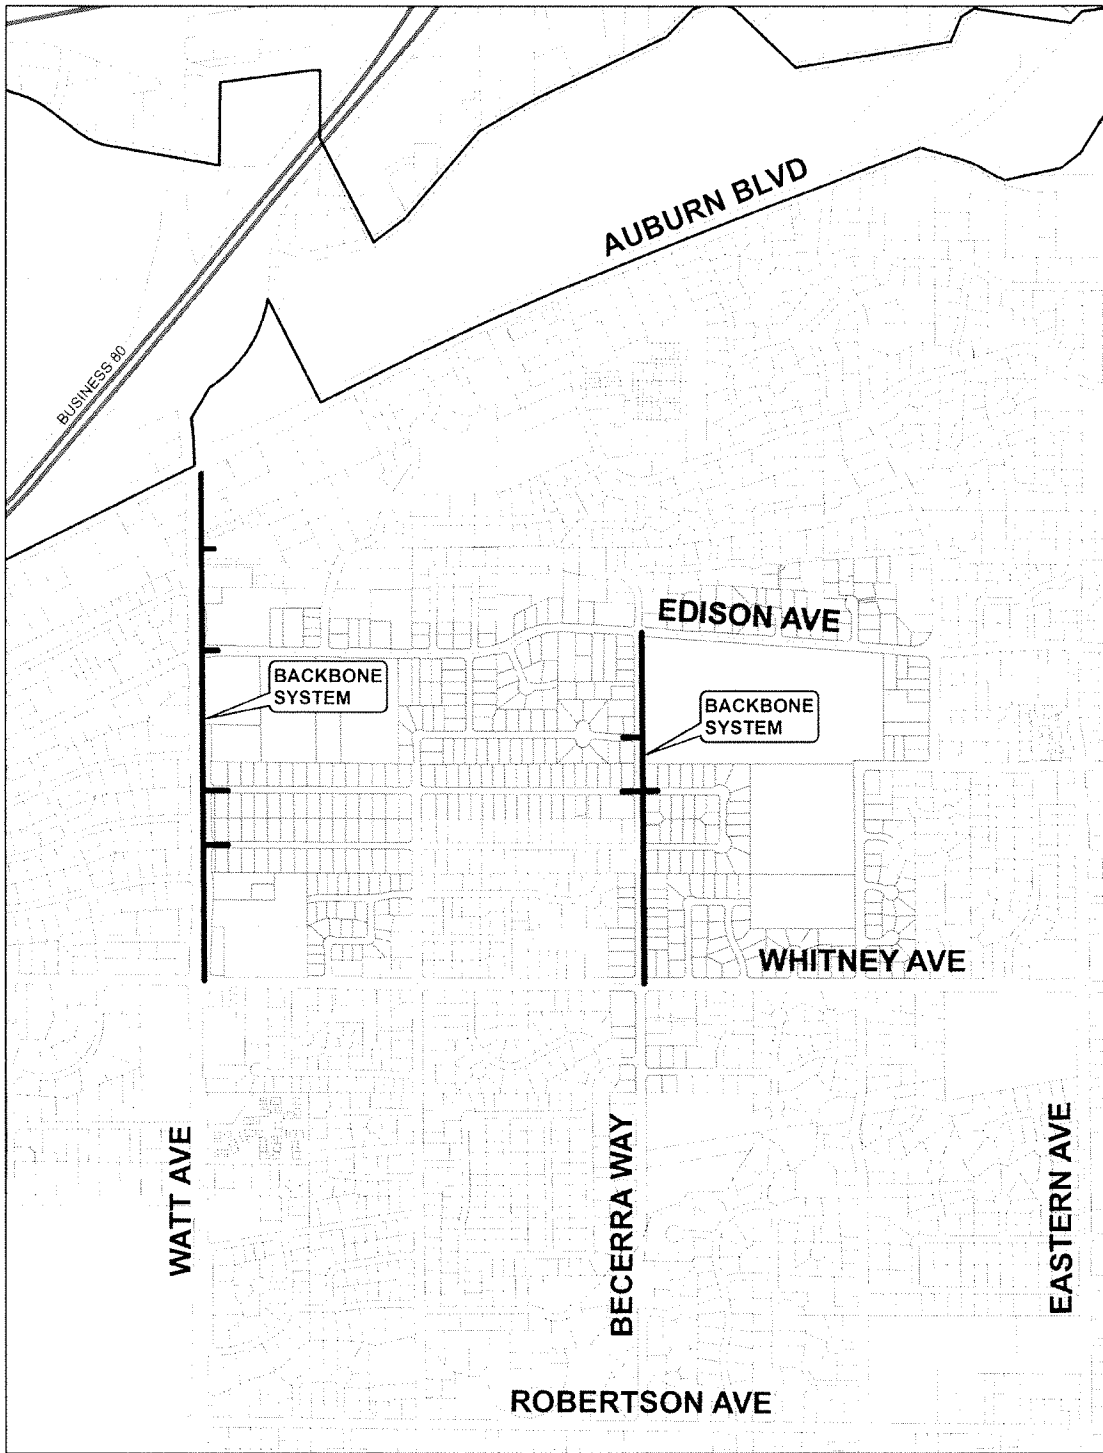 AUBURN BLVD
BUSINESS 80
EDISON AVE
BACKBONE
SYSTEM
BACKBONE
SYSTEM
WHITNEY AVE
WATT AVE
BECERRA WAY
EASTERN AVE
ROBERTSON AVE